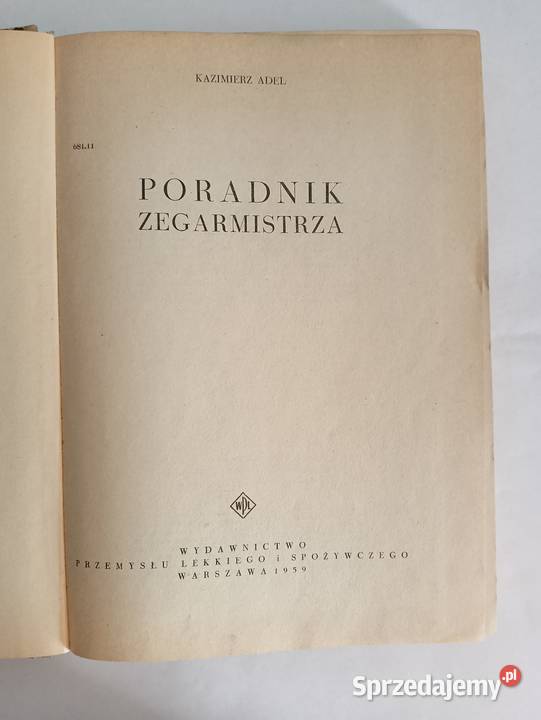 KAZIMIERZ ADEL
681.11
PORADNIK
ZEGARMISTRZA
WPL
WYDAWNICTWO
PRZEMYSŁU LEKKIEGO i SPOŻYWCZEGO
WARSZAWA 1959
Sprzedajemy.pl